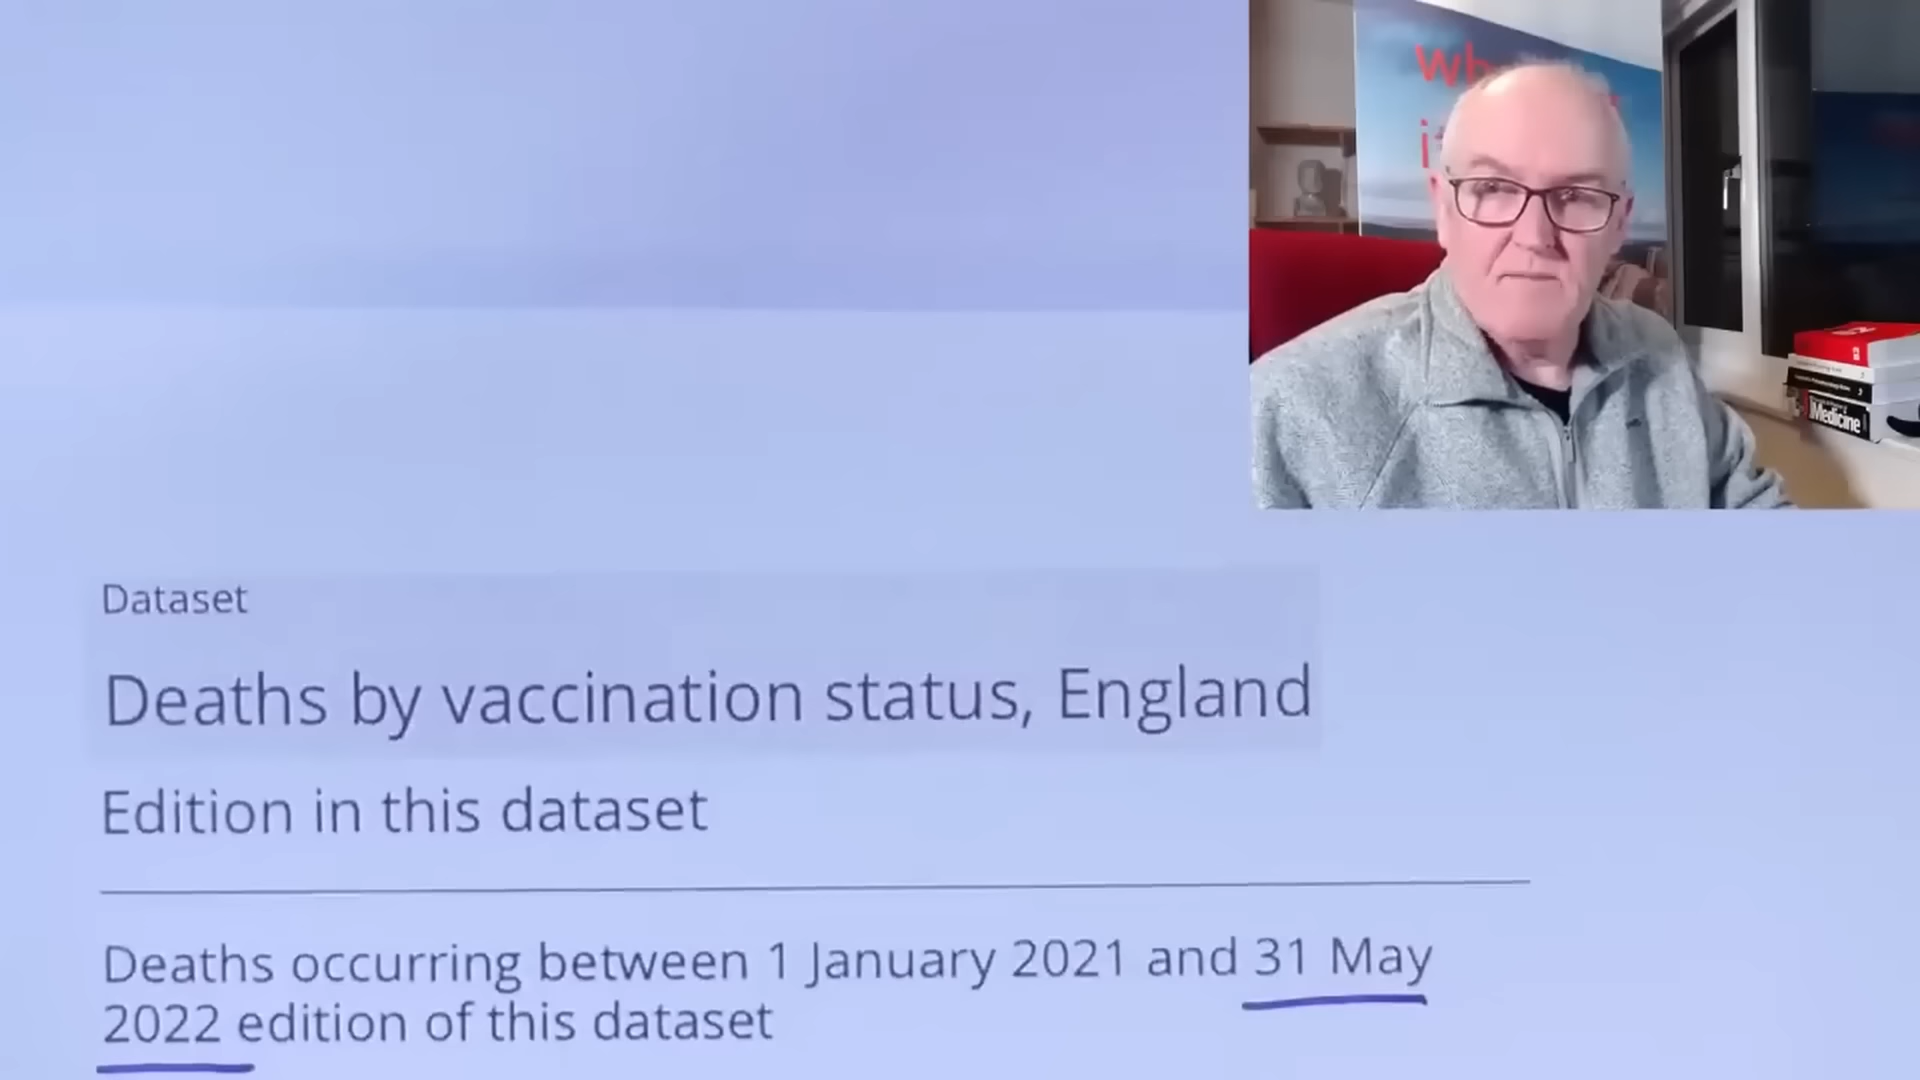 Dataset
Deaths by vaccination status, England
Edition in this dataset
Deaths occurring between 1 January 2021 and 31 May
2022 edition of this dataset
Medicine